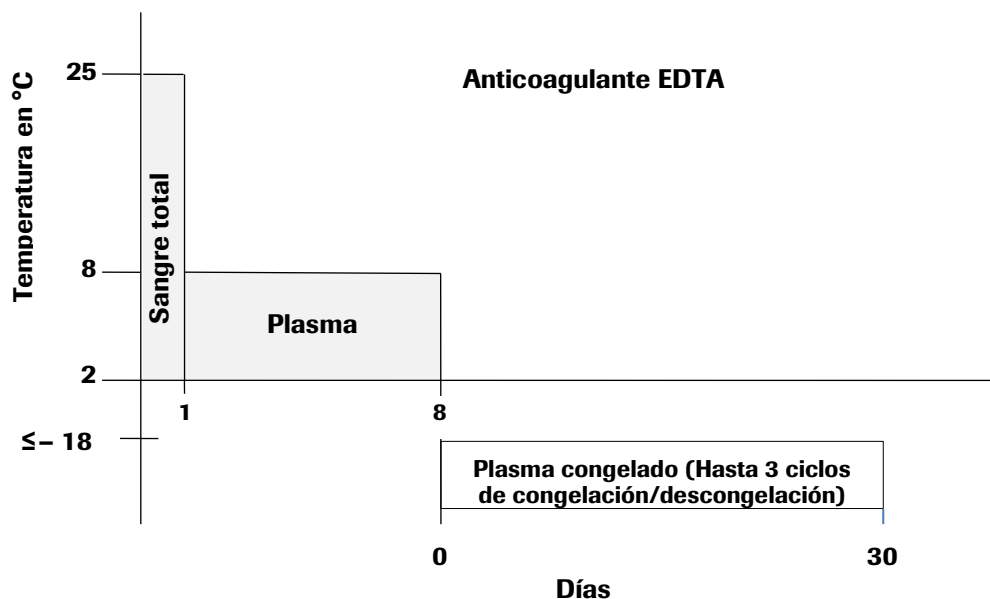 Temperatura en °C
25
Anticoagulante EDTA
Sangre total
8
Plasma
2
1
8
≤– 18
Plasma congelado (Hasta 3 ciclos
de congelación/descongelación)
0
30
Días